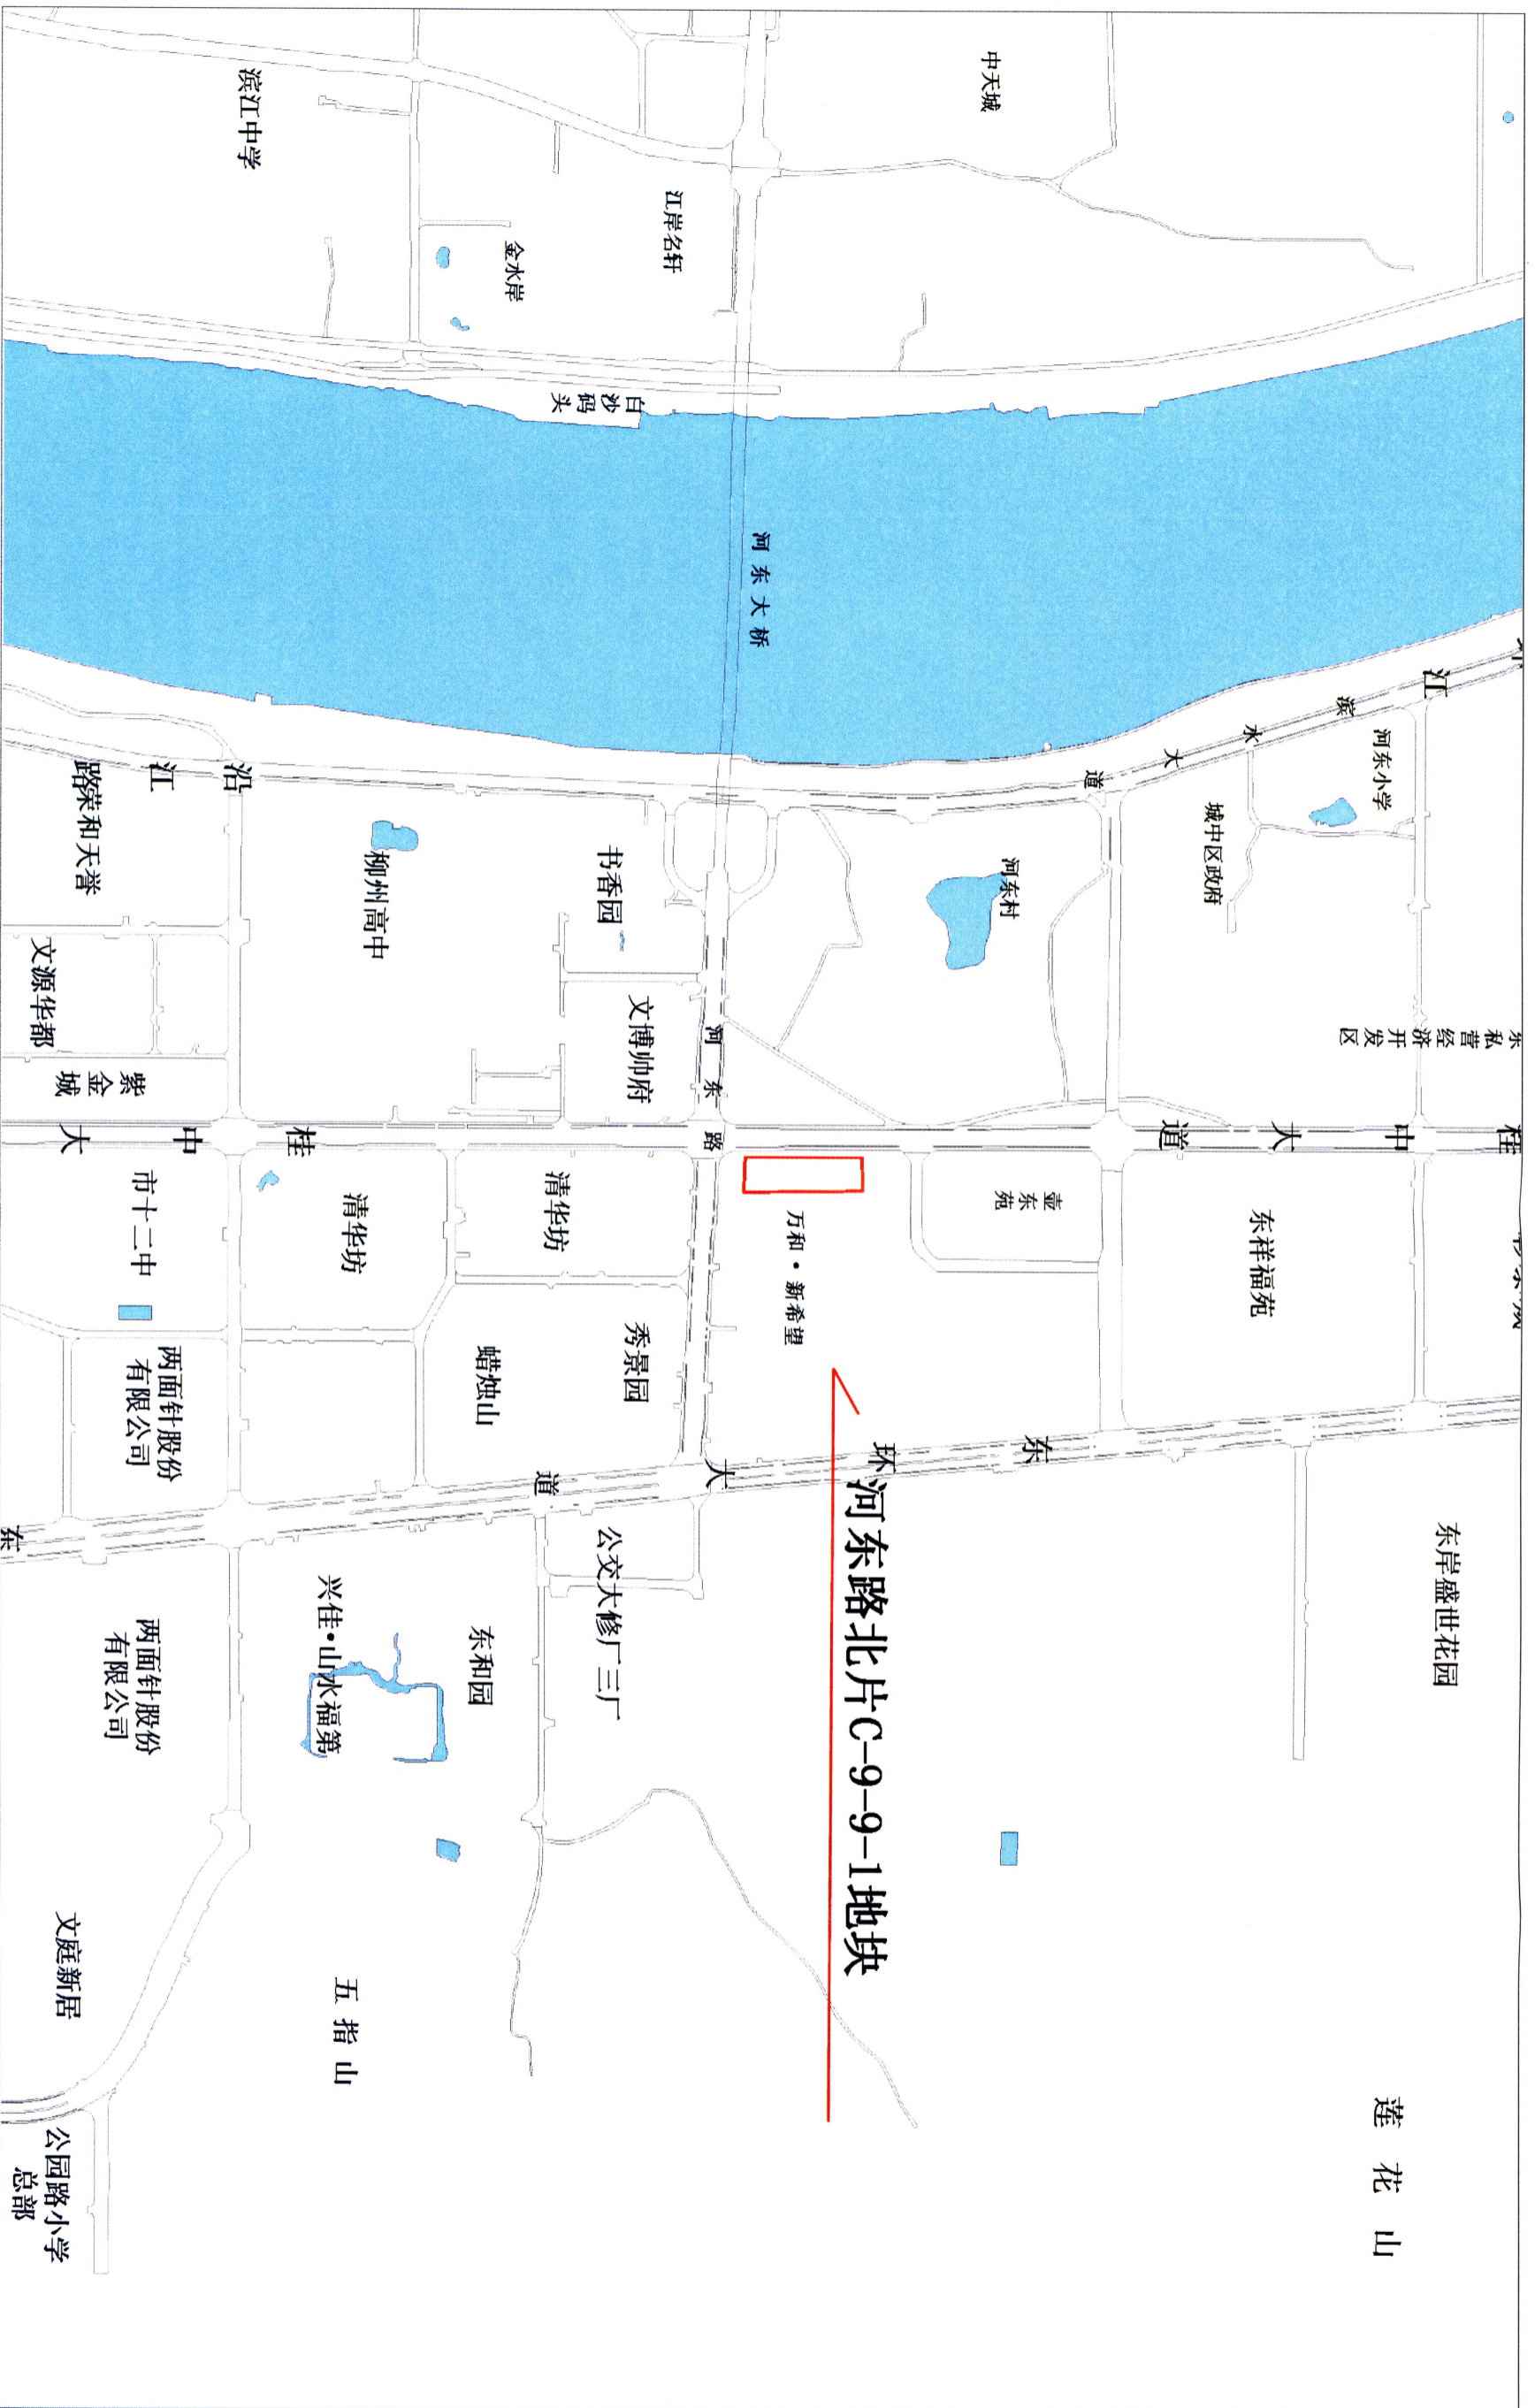 中天城
滨江中学
江岸名轩
金水岸
白沙码头
河东大桥
江
滨水大道
河东小学
城中区政府
河东村
沿江路
荣和天誉
柳州高中
书香园
文源华都
文博帅府
河东路
私营经济开发区
紫金城
桂中大道
桂中大
市十二中
清华坊
清华坊
万和·新希望
壶东苑
东祥福苑
秀景园
蜡烛山
两面针股份
有限公司
东环大道
东
河东路北片C-9-9-1地块
东岸盛世花园
公交大修厂三厂
东和园
兴佳·山水福第
两面针股份
有限公司
文庭新居
五指山
莲花山
公园路小学
总部